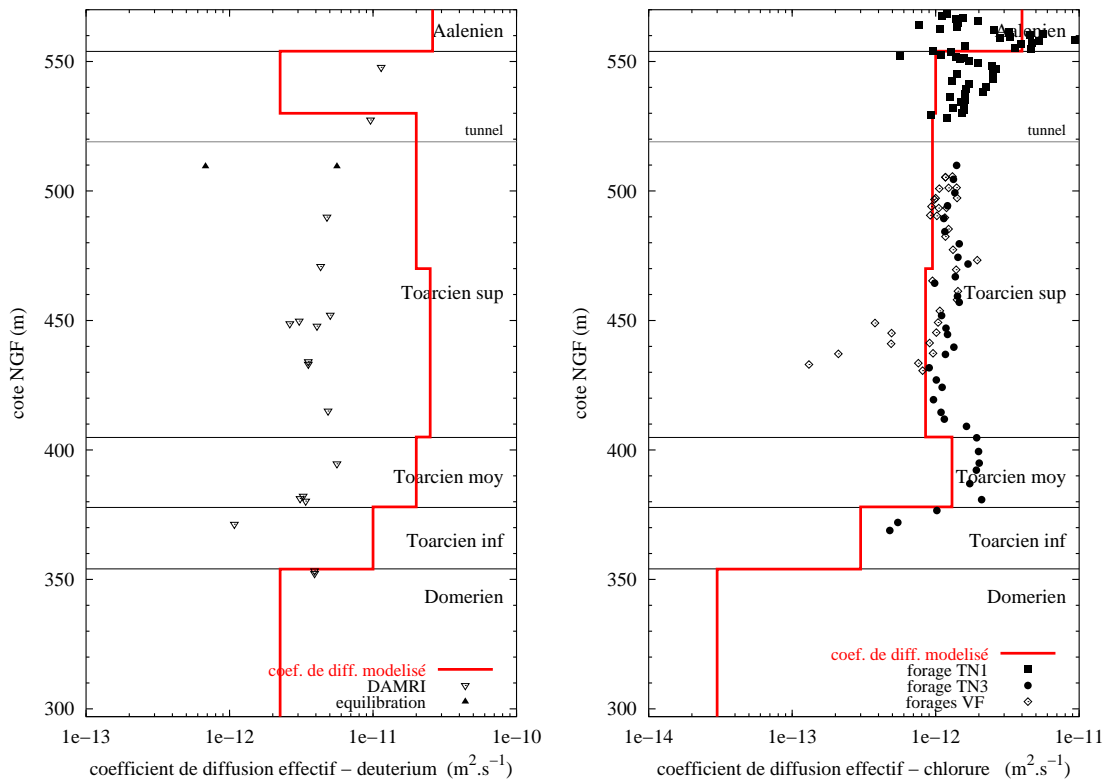 Aalenien
tunnel
Toarcien sup
Toarcien moy
Toarcien inf
Domerien
550
500
450
400
350
300
cote NGF (m)
coef. de diff. modelisé
DAMRI
equilibration
1e−13
1e−12
1e−11
1e−10
coefficient de diffusion effectif − deuterium (m².s⁻¹)
Aalenien
tunnel
Toarcien sup
Toarcien moy
Toarcien inf
Domerien
550
500
450
400
350
300
cote NGF (m)
coef. de diff. modelisé
forage TN1
forage TN3
forages VF
1e−14
1e−13
1e−12
1e−11
coefficient de diffusion effectif − chlorure (m².s⁻¹)